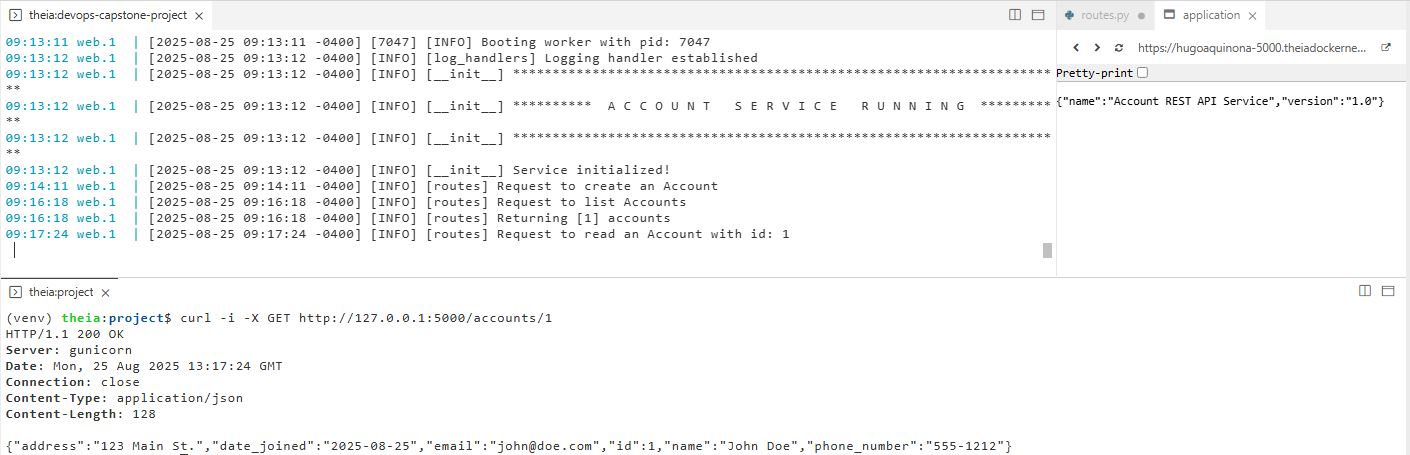 theia:devops-capstone-project
09:13:11 web.1 | [2025-08-25 09:13:11 -0400] [7047] [INFO] Booting worker with pid: 7047
09:13:12 web.1 | [2025-08-25 09:13:12 -0400] [INFO] [log_handlers] Logging handler established
09:13:12 web.1 | [2025-08-25 09:13:12 -0400] [INFO] [__init__] ********************************************************************
**
09:13:12 web.1 | [2025-08-25 09:13:12 -0400] [INFO] [__init__] ********** A C C O U N T   S E R V I C E   R U N N I N G *********
**
09:13:12 web.1 | [2025-08-25 09:13:12 -0400] [INFO] [__init__] ********************************************************************
**
09:13:12 web.1 | [2025-08-25 09:13:12 -0400] [INFO] [__init__] Service initialized!
09:14:11 web.1 | [2025-08-25 09:14:11 -0400] [INFO] [routes] Request to create an Account
09:16:18 web.1 | [2025-08-25 09:16:18 -0400] [INFO] [routes] Request to list Accounts
09:16:18 web.1 | [2025-08-25 09:16:18 -0400] [INFO] [routes] Returning [1] accounts
09:17:24 web.1 | [2025-08-25 09:17:24 -0400] [INFO] [routes] Request to read an Account with id: 1
routes.py
application
https://hugoaquinona-5000.theiadockerne...
Pretty-print
{"name":"Account REST API Service","version":"1.0"}
theia:project
(venv) theia:project$ curl -i -X GET http://127.0.0.1:5000/accounts/1
HTTP/1.1 200 OK
Server: gunicorn
Date: Mon, 25 Aug 2025 13:17:24 GMT
Connection: close
Content-Type: application/json
Content-Length: 128
{"address":"123 Main St.","date_joined":"2025-08-25","email":"john@doe.com","id":1,"name":"John Doe","phone_number":"555-1212"}